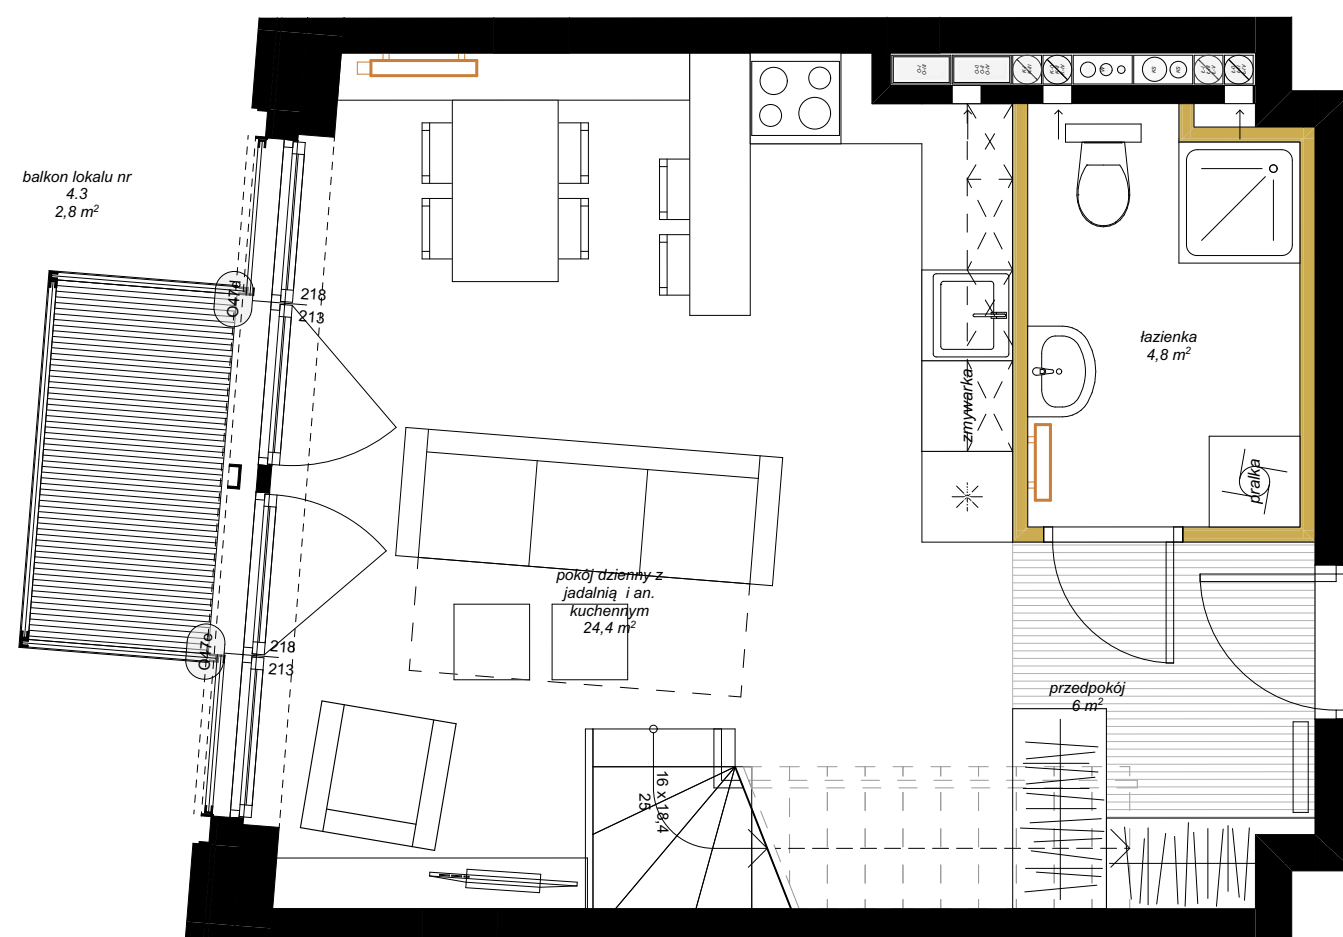 balkon lokalu nr
4.3
2,8 m²
O47d
218
213
łazienka
4,8 m²
zmywarka
pralka
pokój dzienny z
jadalnią i an.
kuchennym
24,4 m²
218
213
przedpokój
6 m²
16 x 18,4
25